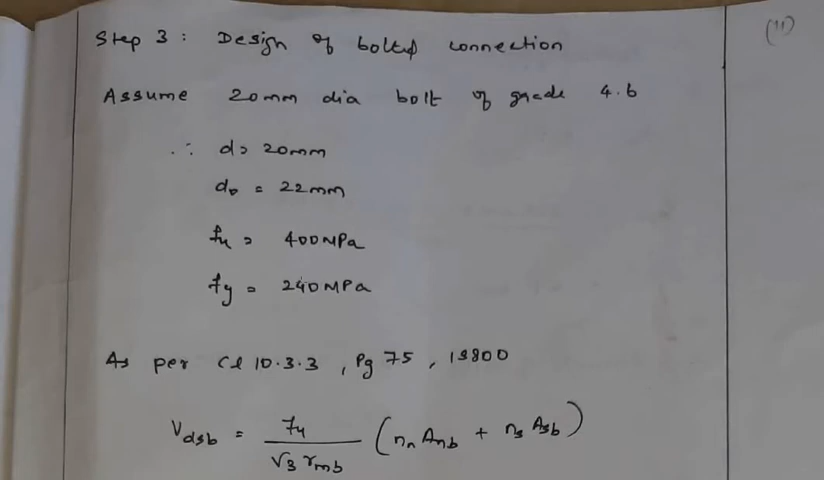 (11)
Step 3 : Design of bolted connection
Assume 20mm dia bolt of grade 4.6
∴ d = 20mm
d₀ = 22mm
fu = 400MPa
fy = 240MPa
As per Cl 10.3.3 , Pg 75 , IS800
Vdsb = fu / √3 γmb (nn Anb + ns Asb)